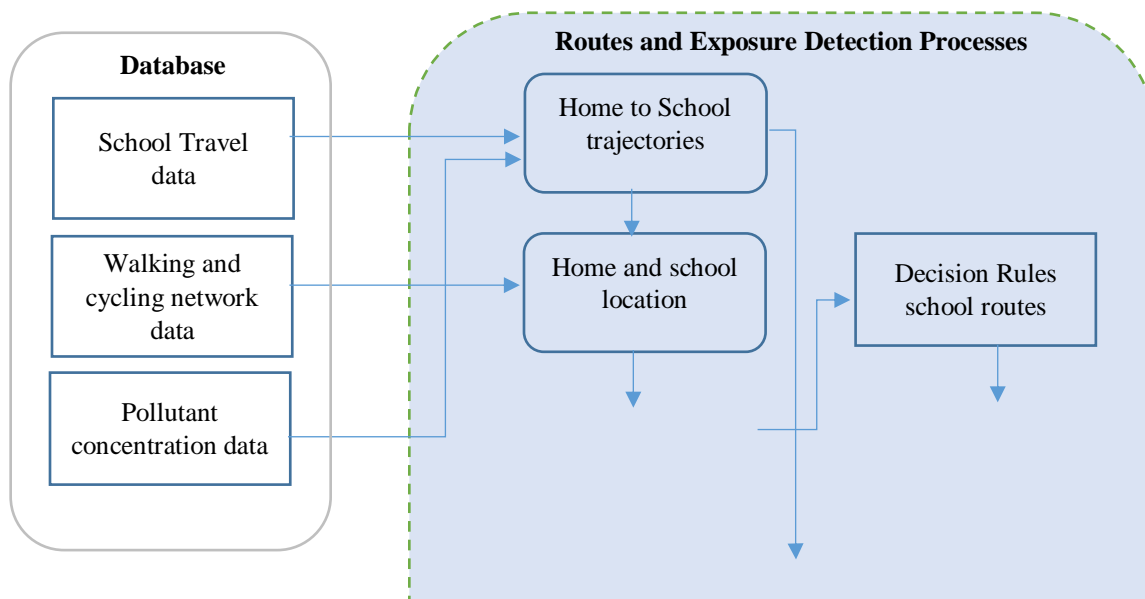 Database
School Travel
data
Walking and
cycling network
data
Pollutant
concentration data
Routes and Exposure Detection Processes
Home to School
trajectories
Home and school
location
Decision Rules
school routes